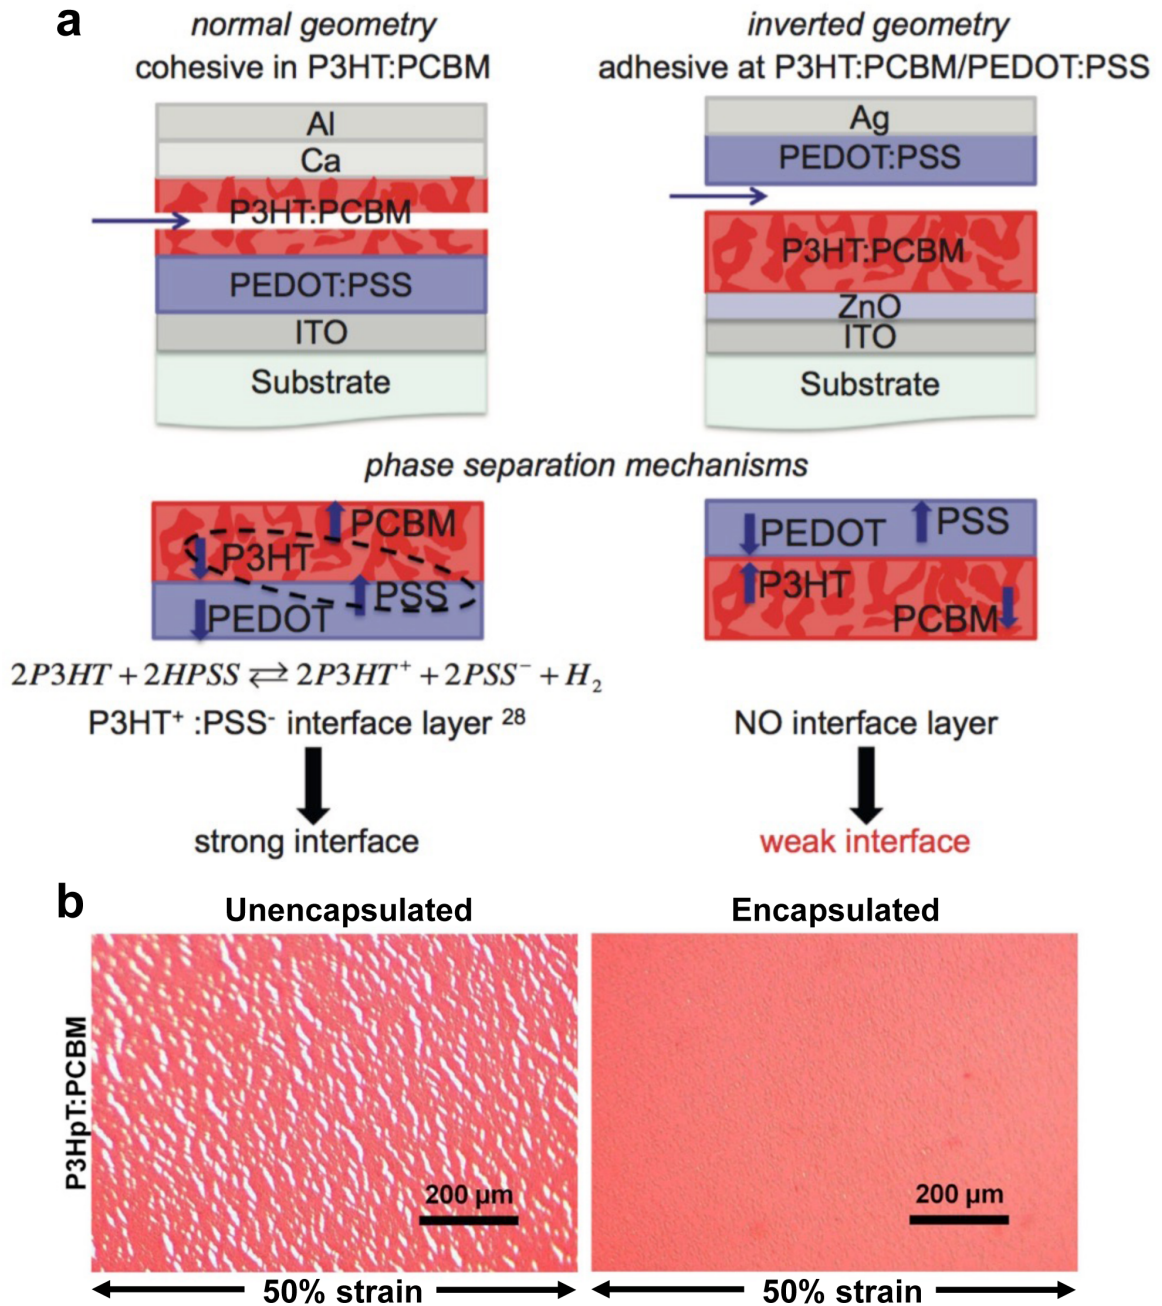 a
normal geometry
cohesive in P3HT:PCBM
Al
Ca
P3HT:PCBM
PEDOT:PSS
ITO
Substrate
inverted geometry
adhesive at P3HT:PCBM/PEDOT:PSS
Ag
PEDOT:PSS
P3HT:PCBM
ZnO
ITO
Substrate
phase separation mechanisms
PCBM
P3HT
PSS
PEDOT
2P3HT + 2HPSS ⇄ 2P3HT⁺ + 2PSS⁻ + H₂
P3HT⁺ :PSS⁻ interface layer ²⁸
strong interface
PEDOT PSS
P3HT
PCBM
NO interface layer
weak interface
b
Unencapsulated
Encapsulated
P3HpT:PCBM
200 µm
200 µm
50% strain
50% strain